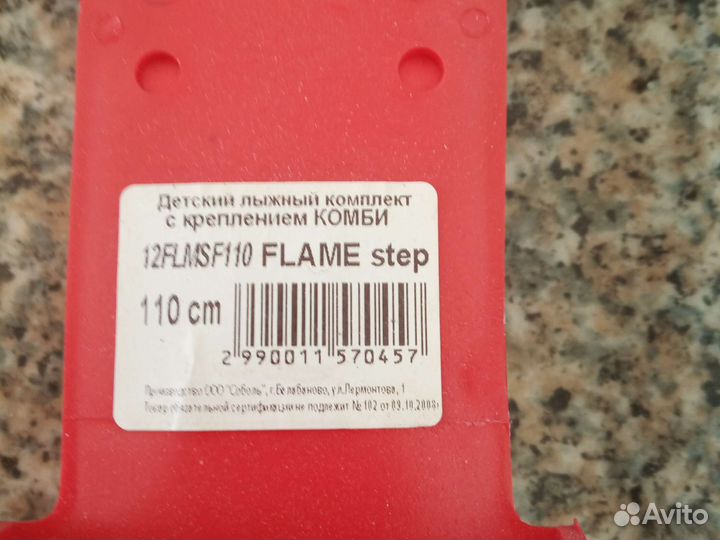 Детский лыжный комплект
с креплением КОМБИ
12FLMSF110 FLAME step
110 cm
2 990011 570457
Производство ООО "Соболь", г.Балабаново, ул.Лермонтова, 1
Товар обязательной сертификации не подлежит № 102 от 09.10.2008г
Avito